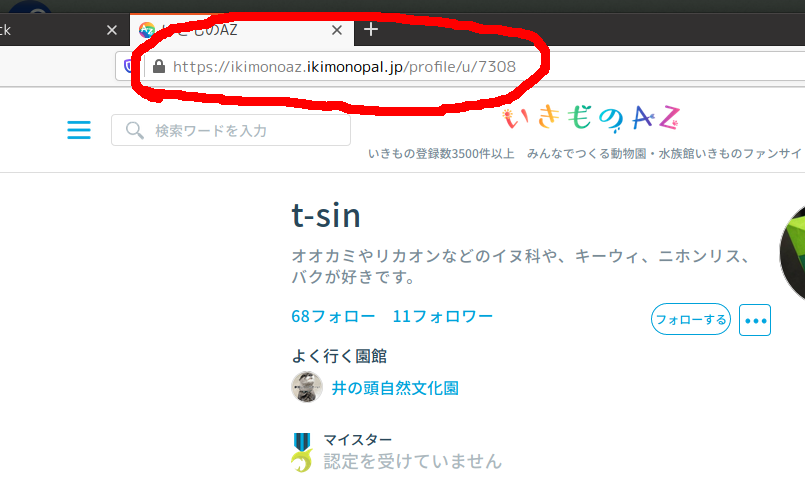 ck
いきものAZ
https://ikimonoaz.ikimonopal.jp/profile/u/7308
検索ワードを入力
いきものAZ
いきもの登録数3500件以上 みんなでつくる動物園・水族館いきものファンサイ
t-sin
オオカミやリカオンなどのイヌ科や、キーウィ、ニホンリス、
バクが好きです。
68フォロー 11フォロワー
フォローする
よく行く園館
井の頭自然文化園
マイスター
認定を受けていません